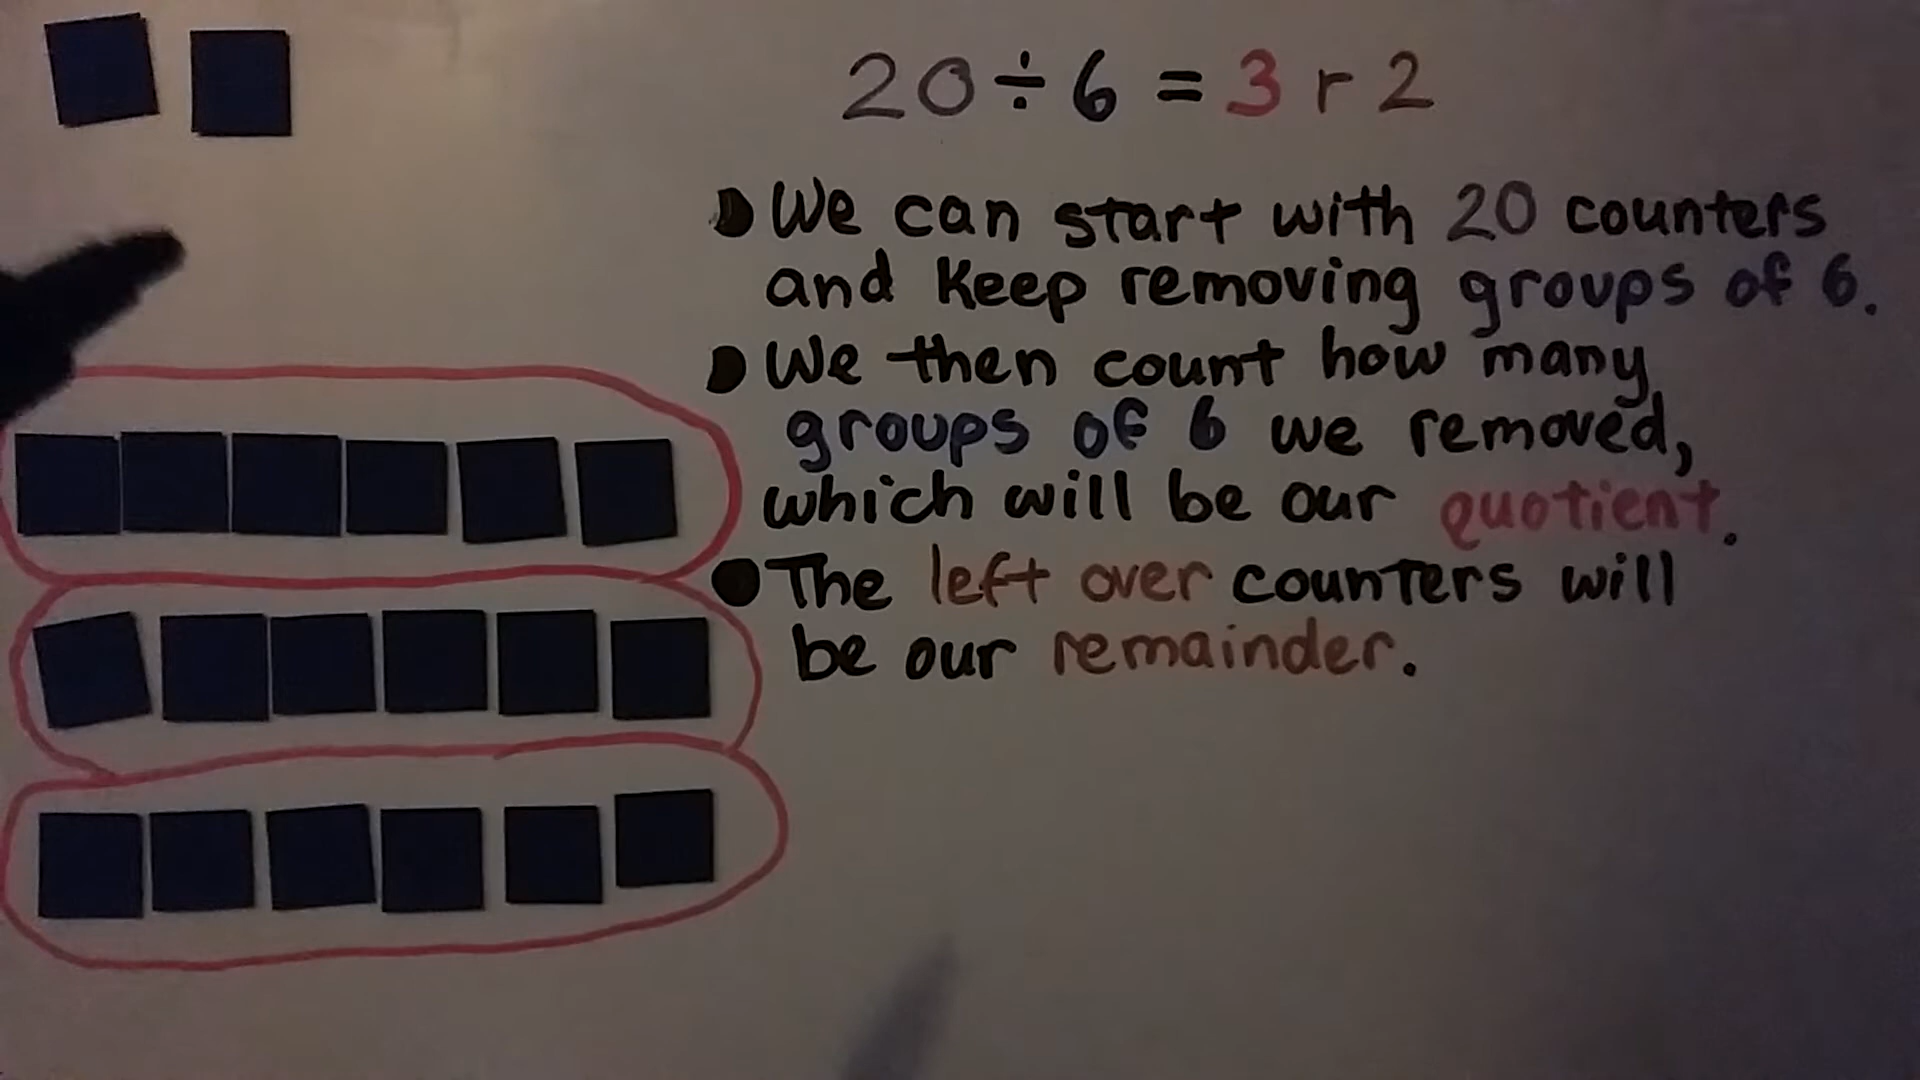 20 ÷ 6 = 3 r 2
We can start with 20 counters
and keep removing groups of 6.
We then count how many
groups of 6 we removed,
which will be our quotient.
The left over counters will
be our remainder.